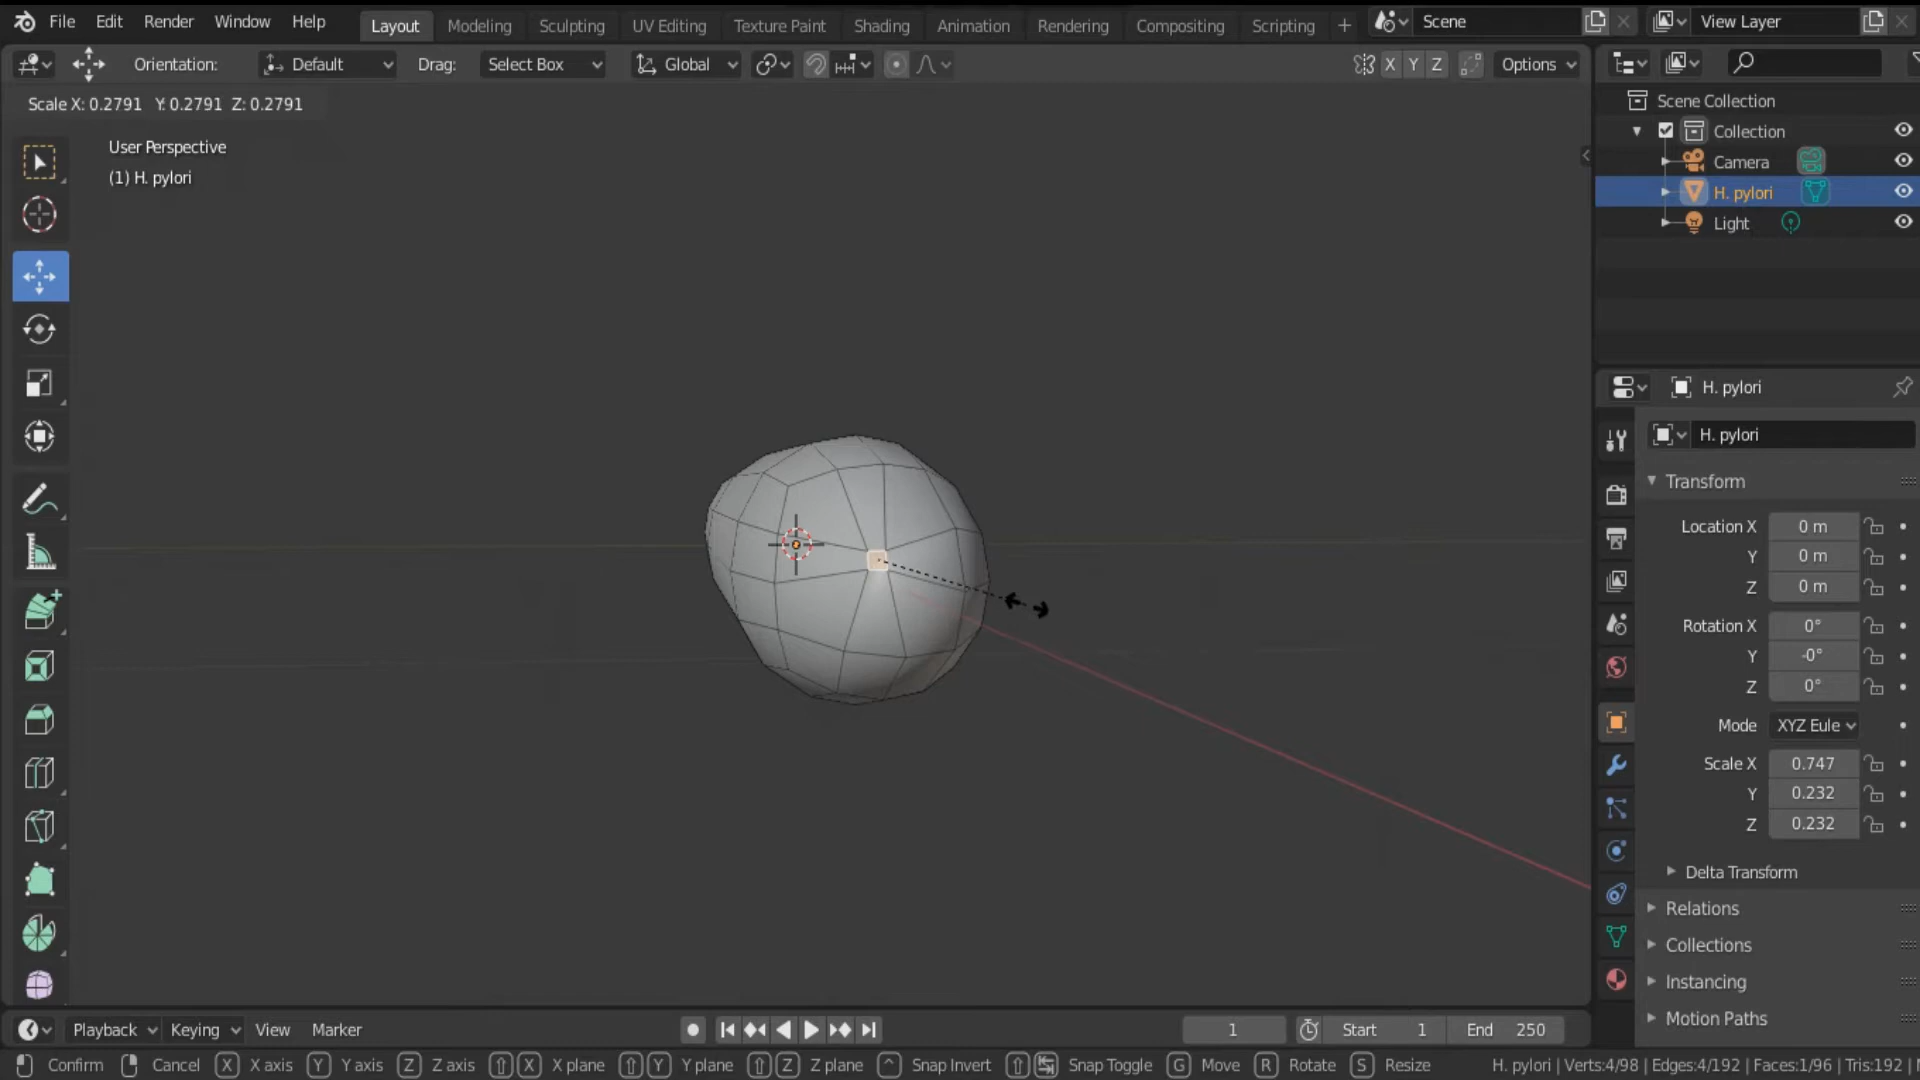 File Edit Render Window Help Layout Modeling Sculpting UV Editing Texture Paint Shading Animation Rendering Compositing Scripting + Scene View Layer
Orientation: Default Drag: Select Box Global X Y Z Options
Scale X: 0.2791 Y: 0.2791 Z: 0.2791
User Perspective
(1) H. pylori
Scene Collection
Collection
Camera
H. pylori
Light
H. pylori
H. pylori
Transform
Location X 0 m
Y 0 m
Z 0 m
Rotation X 0°
Y -0°
Z 0°
Mode XYZ Eule
Scale X 0.747
Y 0.232
Z 0.232
Delta Transform
Relations
Collections
Instancing
Motion Paths
Playback Keying View Marker 1 Start 1 End 250
Confirm Cancel X X axis Y Y axis Z Z axis X X plane Y Y plane Z Z plane ^ Snap Invert Snap Toggle G Move R Rotate S Resize H. pylori | Verts:4/98 | Edges:4/192 | Faces:1/96 | Tris:192 |